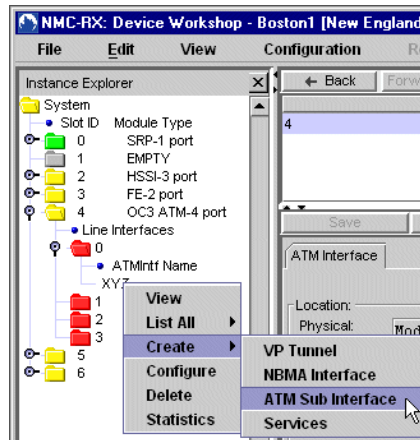 NMC-RX: Device Workshop - Boston1 [New England
File Edit View Configuration
Instance Explorer
Back Forw
System
Slot ID Module Type
0 SRP-1 port
1 EMPTY
2 HSSI-3 port
3 FE-2 port
4 OC3 ATM-4 port
Line Interfaces
0
ATMIntf Name
XYZ
1
2
3
5
6
4
Save
ATM Interface
Location:
Physical:
View
List All
Create
Configure
Delete
Statistics
VP Tunnel
NBMA Interface
ATM Sub Interface
Services